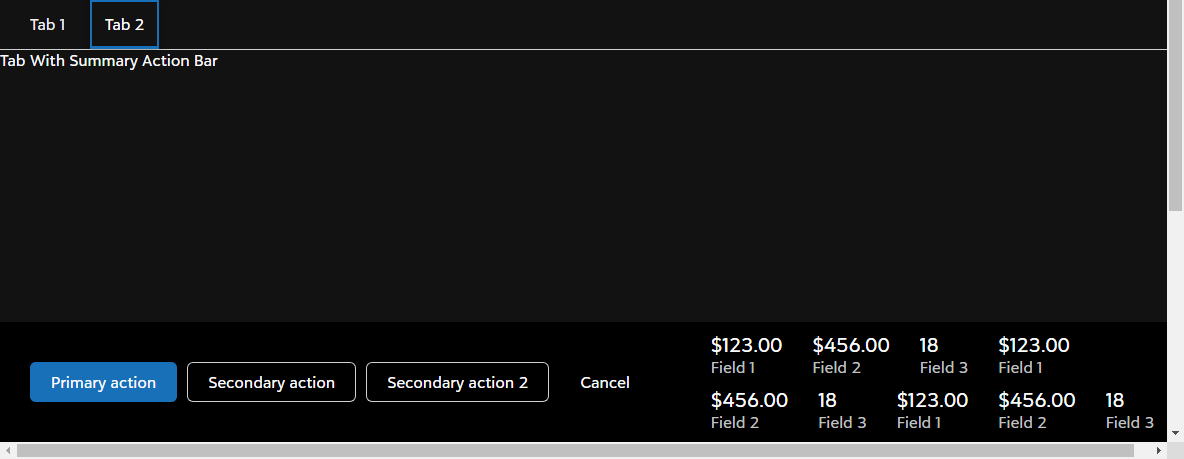 Tab 1 Tab 2
Tab With Summary Action Bar
Primary action Secondary action Secondary action 2 Cancel
$123.00 $456.00 18 $123.00
Field 1 Field 2 Field 3 Field 1
$456.00 18 $123.00 $456.00 18
Field 2 Field 3 Field 1 Field 2 Field 3